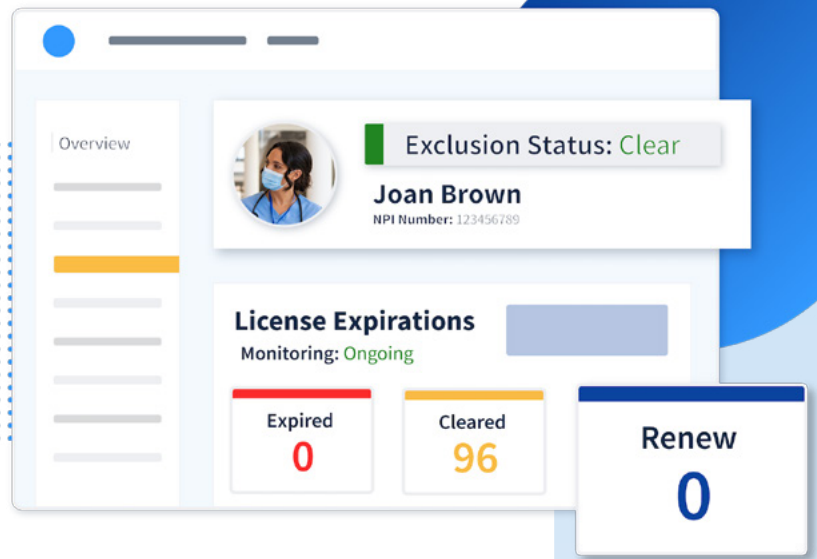 Overview
Exclusion Status: Clear
Joan Brown
NPI Number: 123456789
License Expirations
Monitoring: Ongoing
Expired
0
Cleared
96
Renew
0